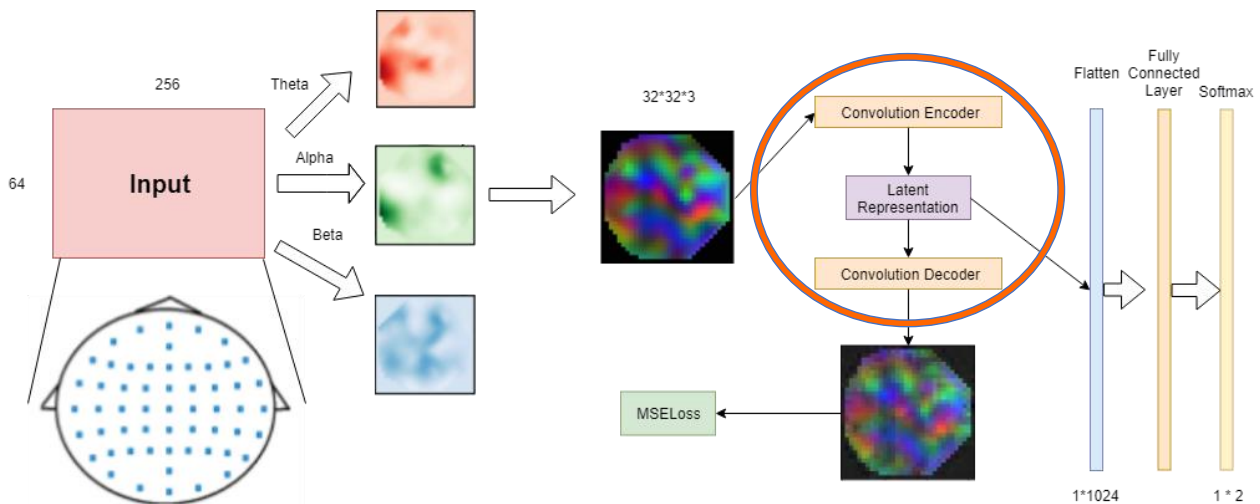 256
64
Input
Theta
Alpha
Beta
32*32*3
Convolution Encoder
Latent
Representation
Convolution Decoder
MSELoss
Flatten
Fully
Connected
Layer
Softmax
1*1024
1 * 2